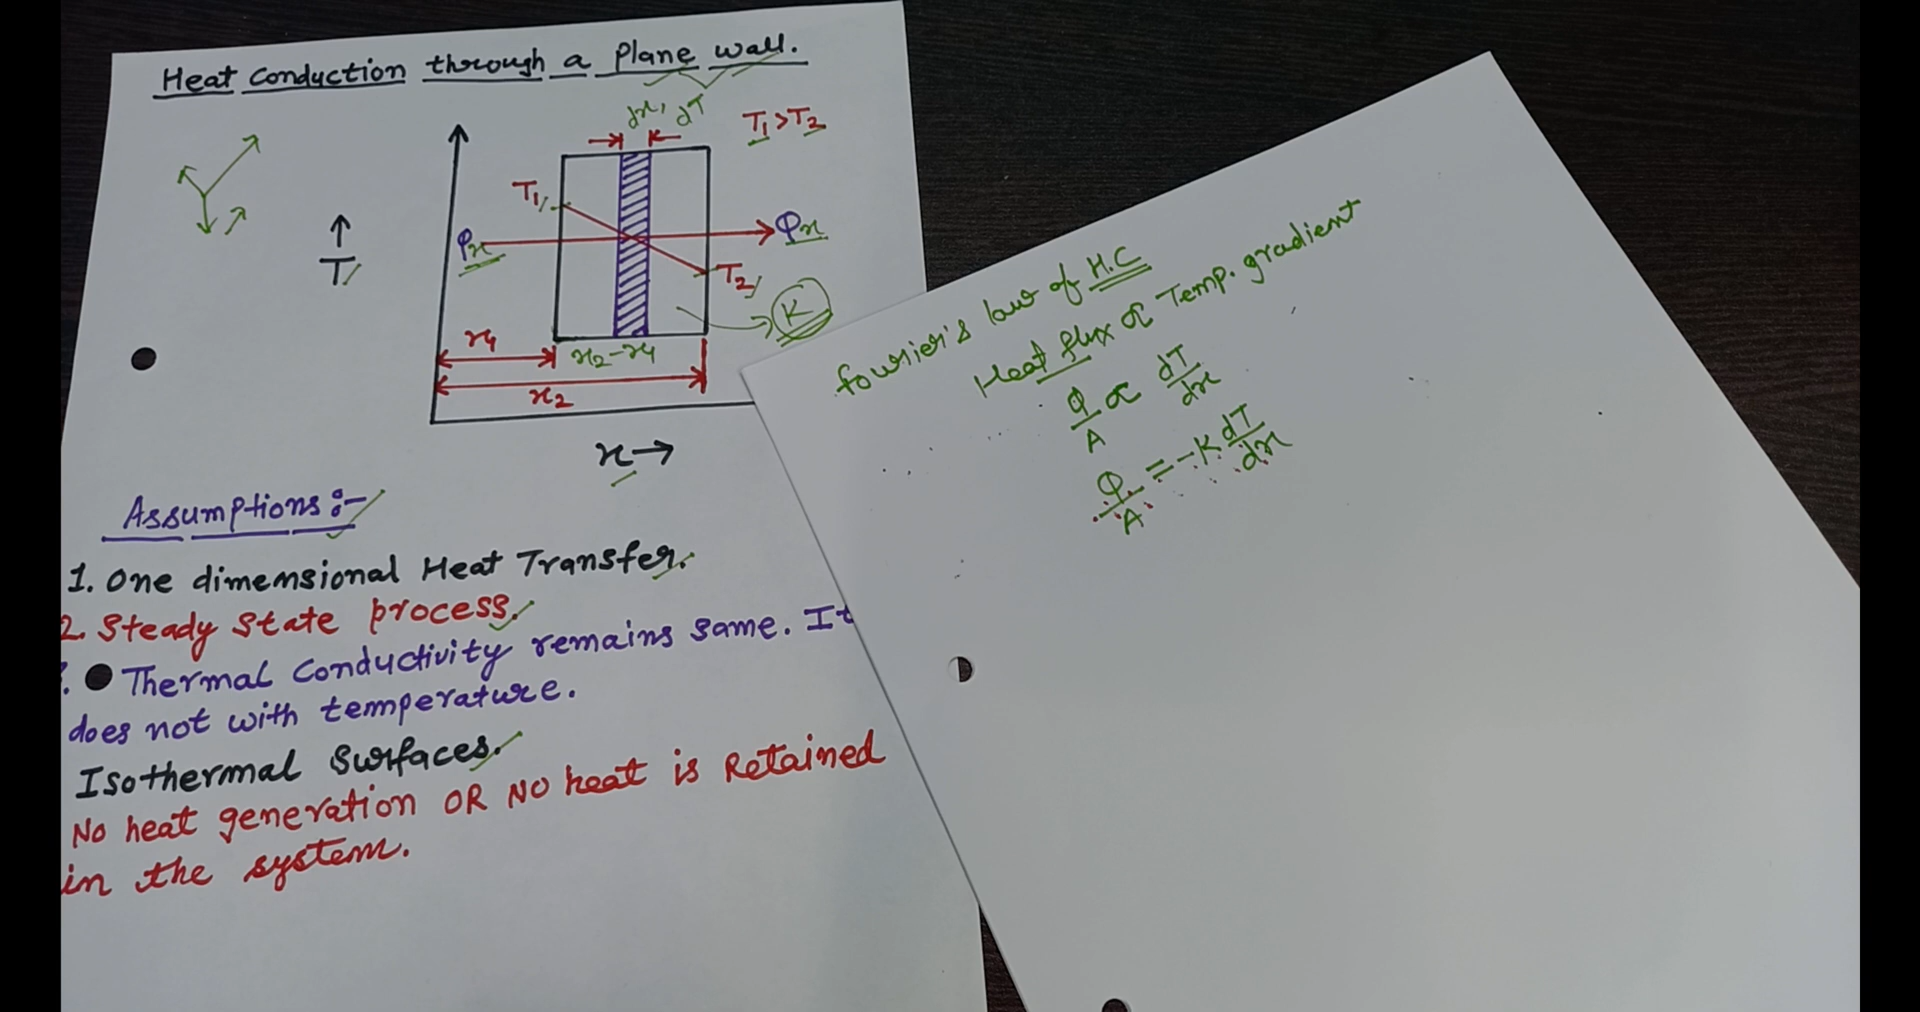 Heat Conduction through a Plane wall.
dx, dT
T1 > T2
T1
Qx
Qx
T
T2
K
x1
x2-x1
x2
x →
Assumptions :-
1. One dimensional Heat Transfer.
2. Steady State process.
Thermal Conductivity remains same. It
does not with temperature.
Isothermal Surfaces.
No heat generation OR NO heat is Retained
in the system.
Fourier's law of H.C
Heat flux ∝ Temp. gradient
Q/A ∝ dT/dx
Q/A = -K dT/dx